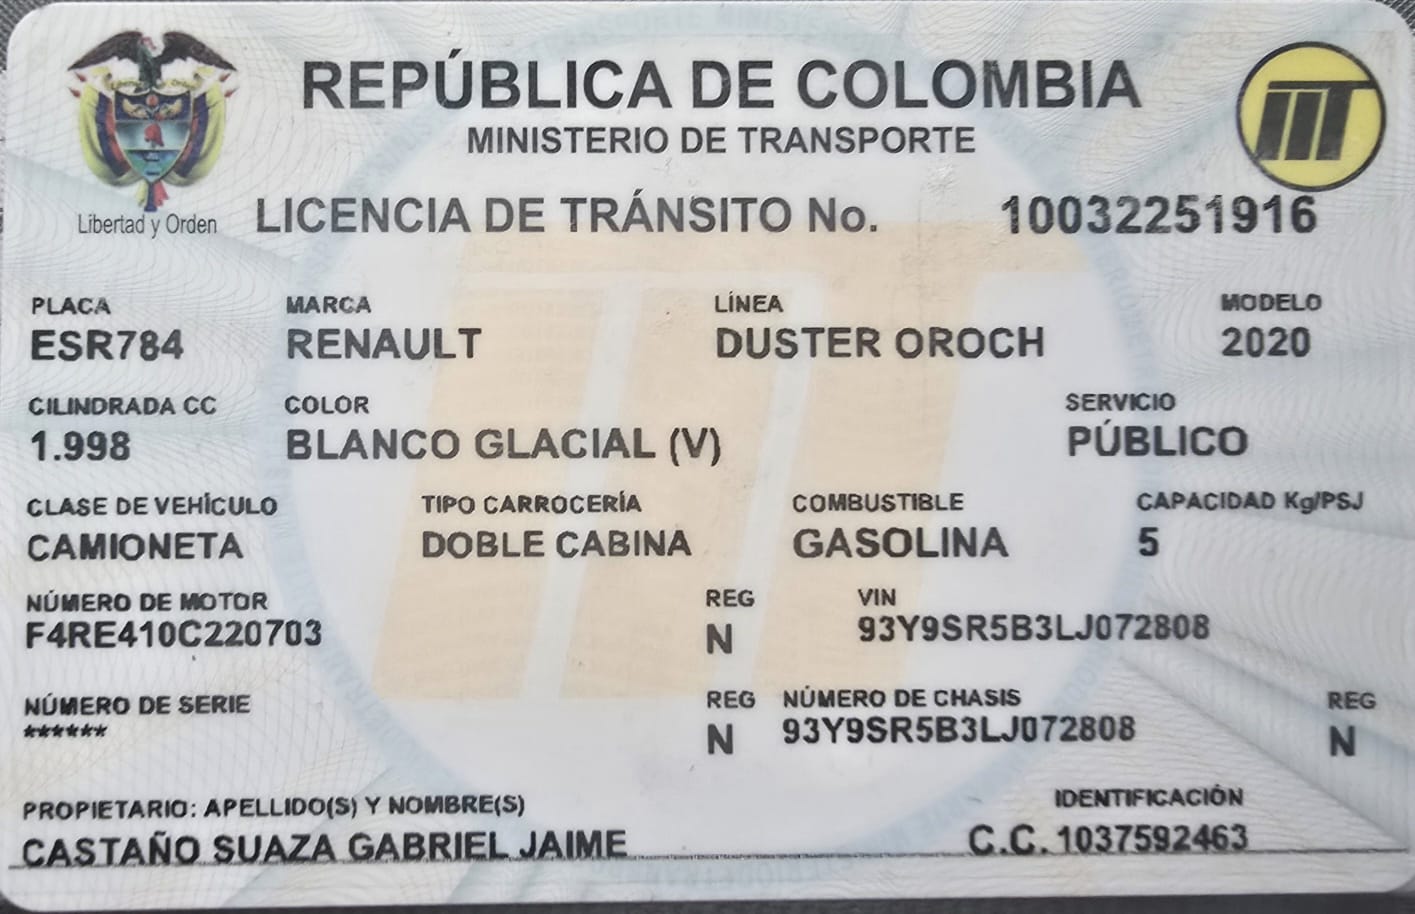 REPÚBLICA DE COLOMBIA
MINISTERIO DE TRANSPORTE
Libertad y Orden
LICENCIA DE TRÁNSITO No. 10032251916
PLACA MARCA LÍNEA MODELO
ESR784 RENAULT DUSTER OROCH 2020
CILINDRADA CC COLOR SERVICIO
1.998 BLANCO GLACIAL (V) PÚBLICO
CLASE DE VEHÍCULO TIPO CARROCERÍA COMBUSTIBLE CAPACIDAD Kg/PSJ
CAMIONETA DOBLE CABINA GASOLINA 5
NÚMERO DE MOTOR REG VIN
F4RE410C220703 N 93Y9SR5B3LJ072808
NÚMERO DE SERIE REG NÚMERO DE CHASIS REG
****** N 93Y9SR5B3LJ072808 N
PROPIETARIO: APELLIDO(S) Y NOMBRE(S) IDENTIFICACIÓN
CASTAÑO SUAZA GABRIEL JAIME C.C. 1037592463